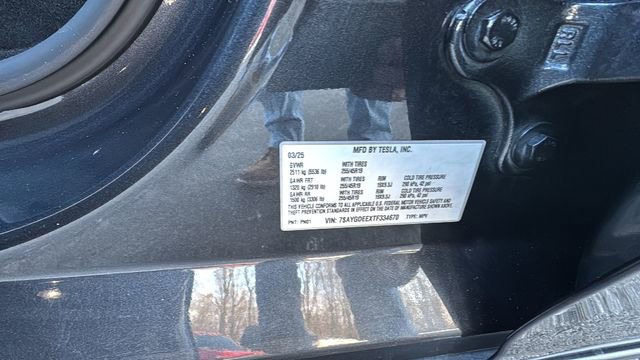 MFD BY TESLA, INC.
03/25
GVWR WITH TIRES
2511 kg (5536 lb) 255/45R19
GAWR FRT WITH TIRES RIM COLD TIRE PRESSURE
1320 kg (2910 lb) 255/45R19 19X9.5J 290 kPa, 42 psi
GAWR RR WITH TIRES RIM COLD TIRE PRESSURE
1500 kg (3306 lb) 255/45R19 19X9.5J 290 kPa, 42 psi
THIS VEHICLE CONFORMS TO ALL APPLICABLE U.S. FEDERAL MOTOR VEHICLE SAFETY AND
THEFT PREVENTION STANDARDS IN EFFECT ON THE DATE OF MANUFACTURE SHOWN ABOVE.
PNT: PN01 VIN: 7SAYGDEEXTF334670 TYPE: MPV